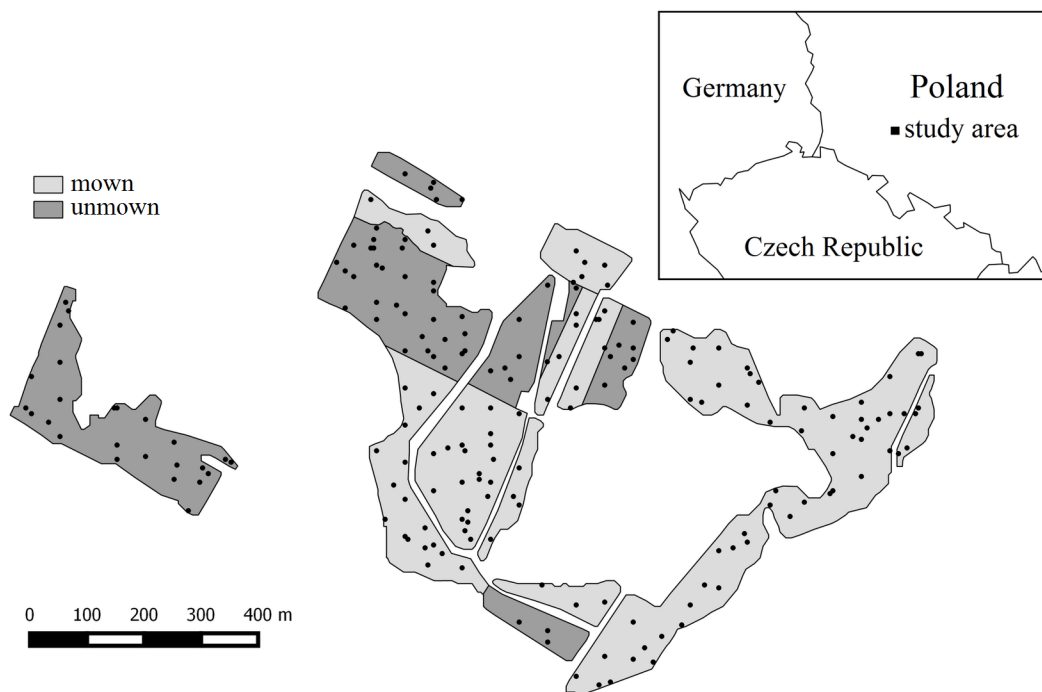 Germany
Poland
study area
Czech Republic
mown
unmown
0 100 200 300 400 m